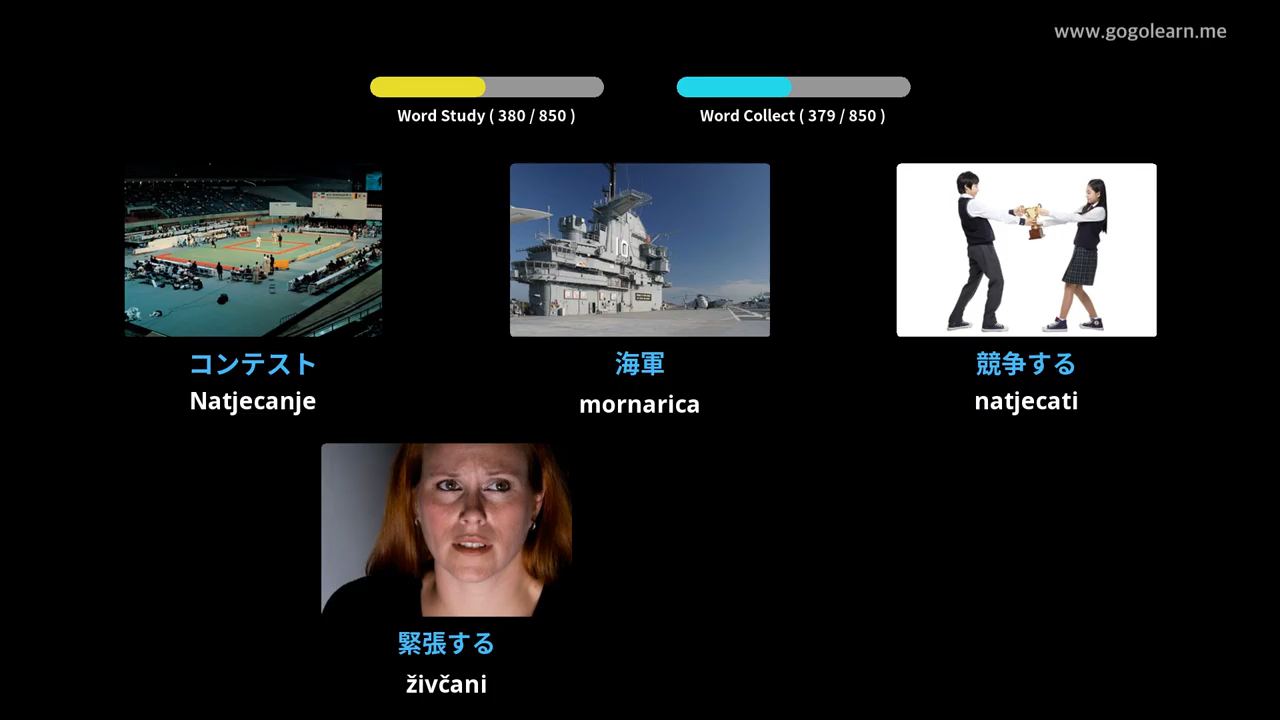 www.gogolearn.me
Word Study ( 380 / 850 )
Word Collect ( 379 / 850 )
コンテスト
Natjecanje
海軍
mornarica
競争する
natjecati
緊張する
živčani